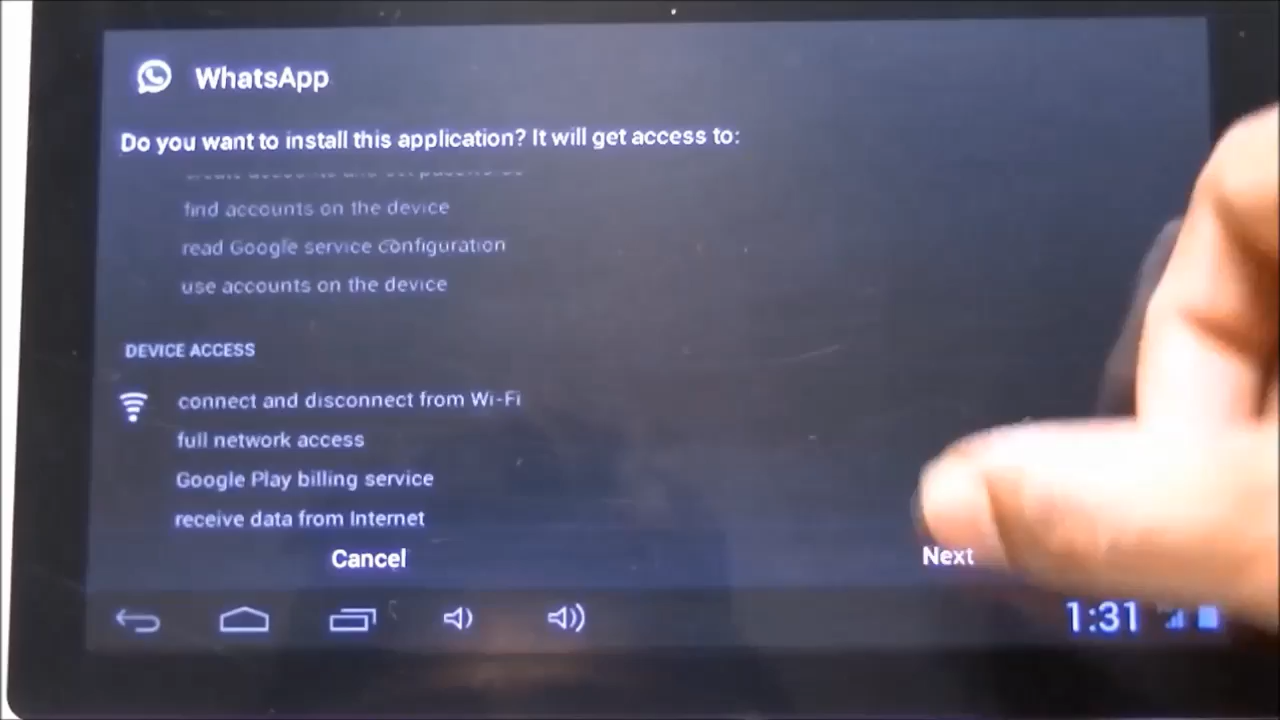 WhatsApp
Do you want to install this application? It will get access to:
find accounts on the device
read Google service configuration
use accounts on the device
DEVICE ACCESS
connect and disconnect from Wi-Fi
full network access
Google Play billing service
receive data from Internet
Cancel
Next
1:31